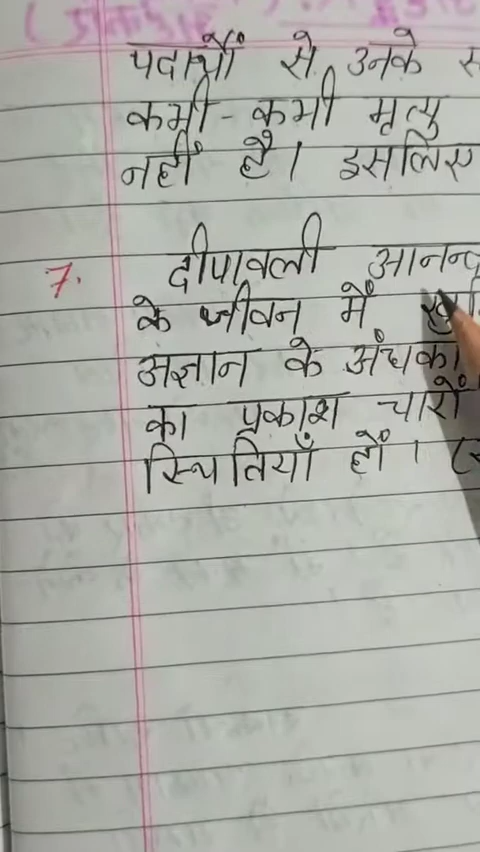 पदार्थों से उनके
कभी-कभी मृत्यु
नहीं है। इसलिए
7. दीपावली आनन्द
के जीवन में
अज्ञान के अंधका
का प्रकाश चारों
स्थितियाँ हों। (